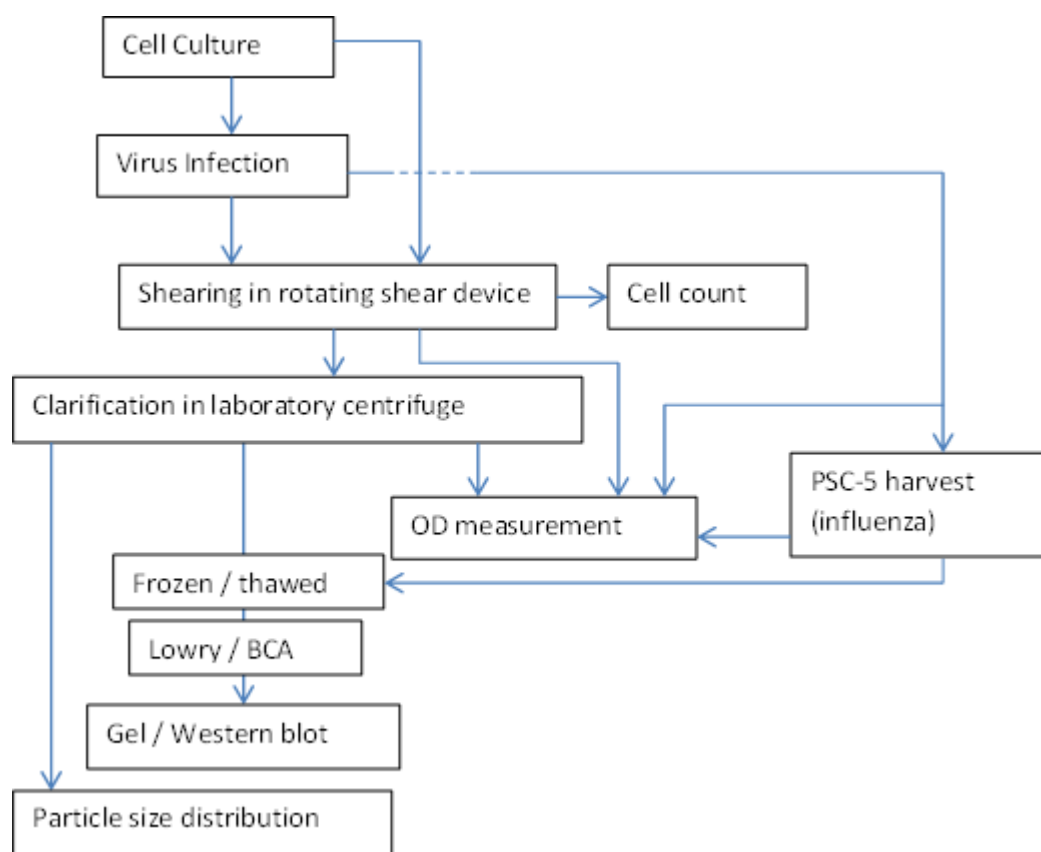 Cell Culture
Virus Infection
Shearing in rotating shear device
Cell count
Clarification in laboratory centrifuge
PSC-5 harvest
(influenza)
OD measurement
Frozen / thawed
Lowry / BCA
Gel / Western blot
Particle size distribution